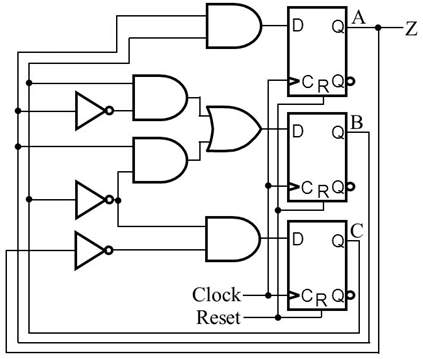 A
D Q Z
C R Q
B
D Q
C R Q
C
D Q
Clock C R Q
Reset